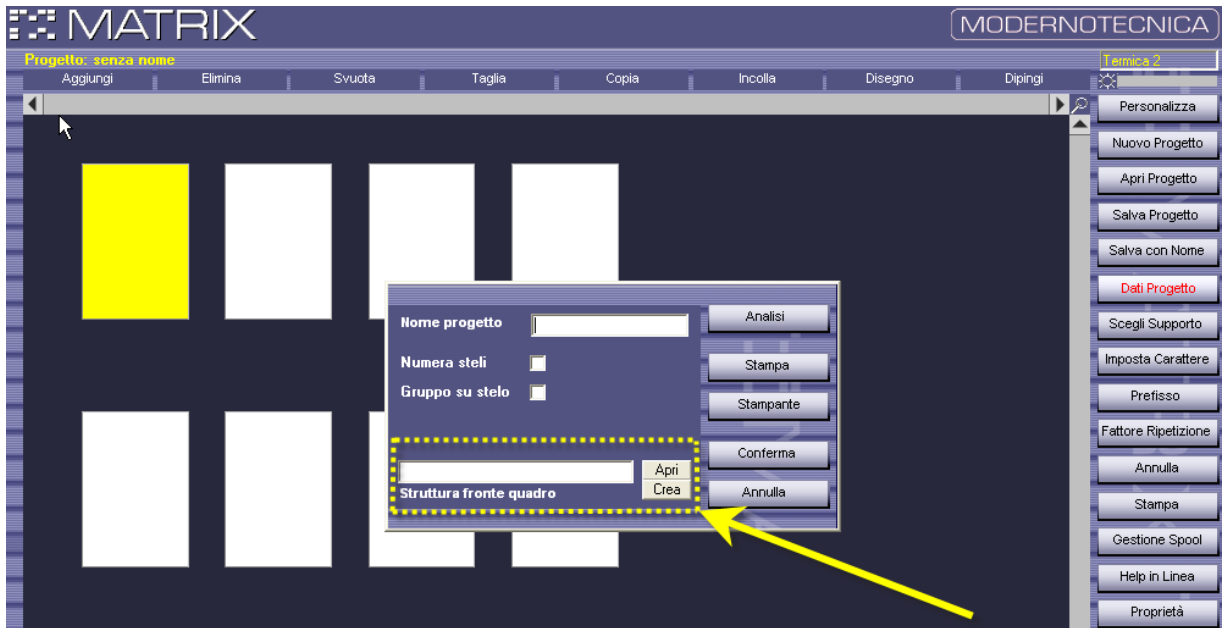 MATRIX
MODERNOTECNICA
Progetto: senza nome
Termica 2
Aggiungi Elimina Svuota Taglia Copia Incolla Disegno Dipingi
Personalizza
Nuovo Progetto
Apri Progetto
Salva Progetto
Salva con Nome
Dati Progetto
Scegli Supporto
Imposta Carattere
Prefisso
Fattore Ripetizione
Annulla
Stampa
Gestione Spool
Help in Linea
Proprietà
Nome progetto
Numera steli
Gruppo su stelo
Struttura fronte quadro
Apri
Crea
Analisi
Stampa
Stampante
Conferma
Annulla